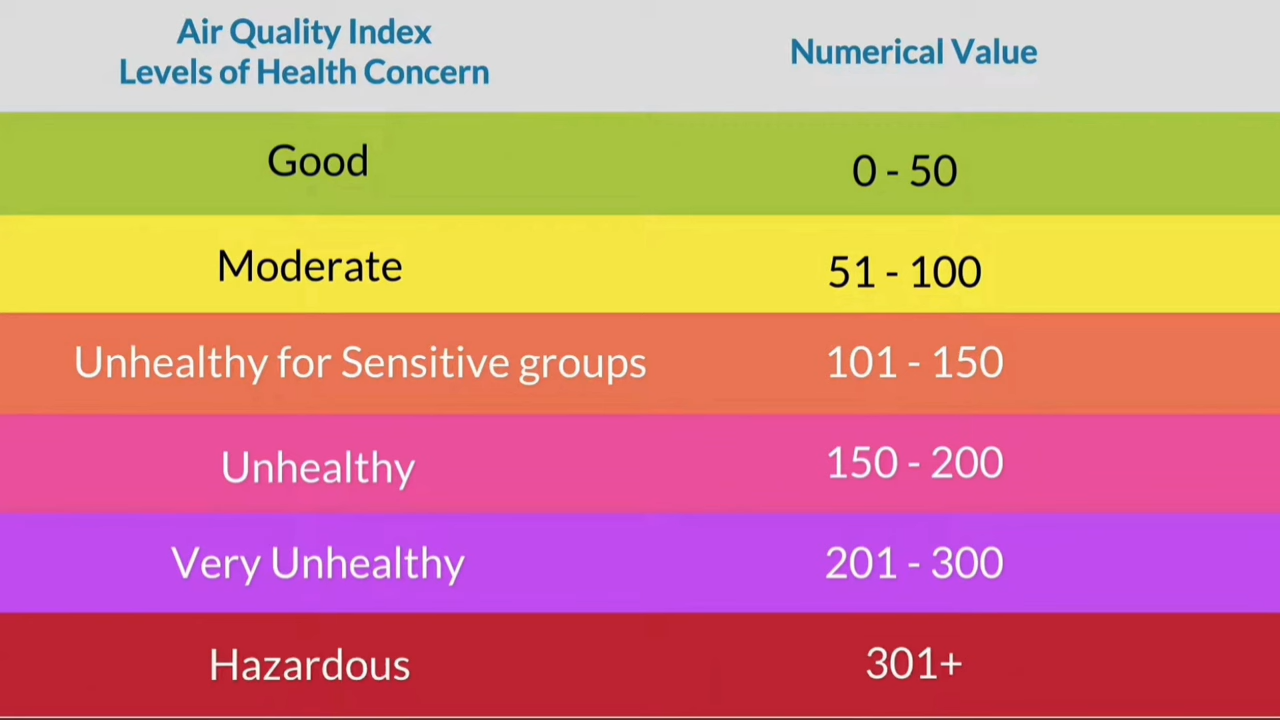 Air Quality Index
Levels of Health Concern
Numerical Value
Good
0 - 50
Moderate
51 - 100
Unhealthy for Sensitive groups
101 - 150
Unhealthy
150 - 200
Very Unhealthy
201 - 300
Hazardous
301+